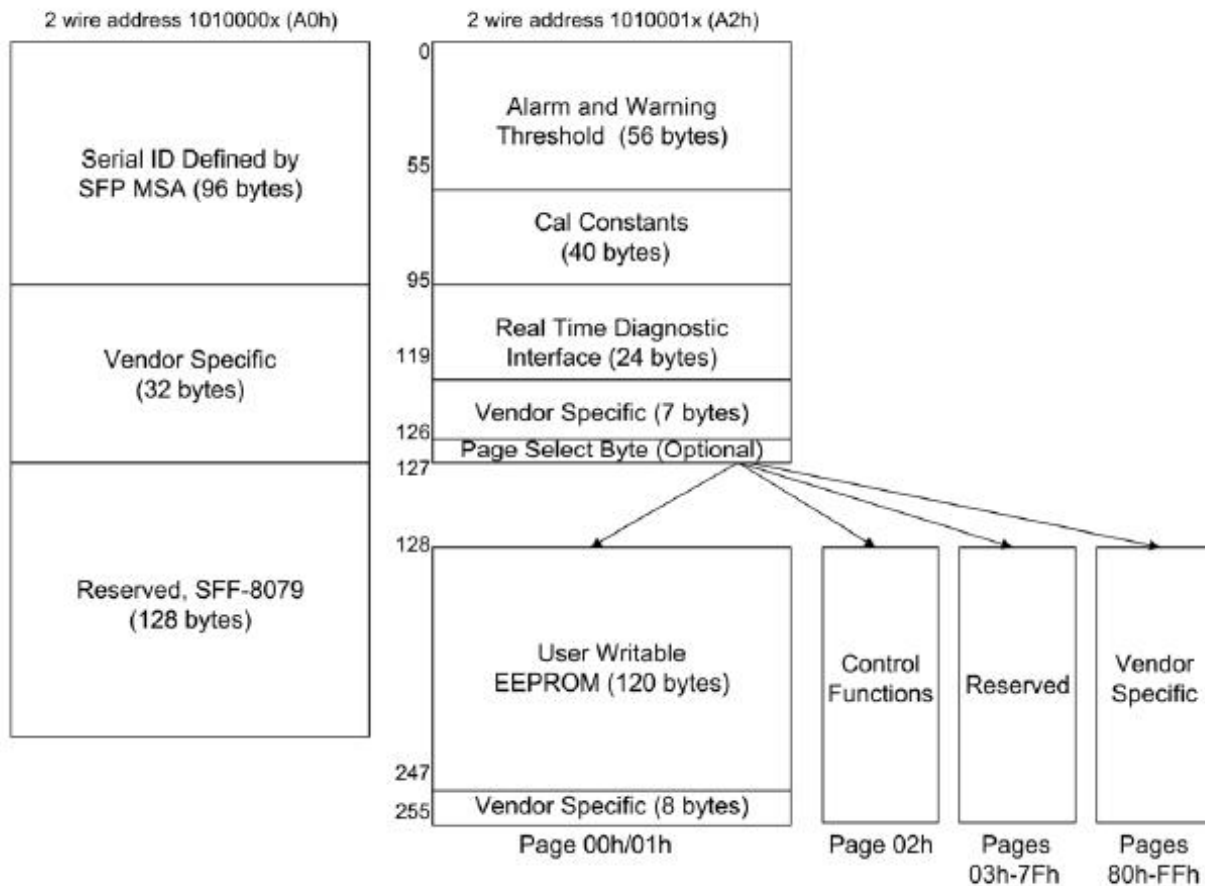 2 wire address 1010000x (A0h)
Serial ID Defined by
SFP MSA (96 bytes)
Vendor Specific
(32 bytes)
Reserved, SFF-8079
(128 bytes)
2 wire address 1010001x (A2h)
0
Alarm and Warning
Threshold (56 bytes)
55
Cal Constants
(40 bytes)
95
Real Time Diagnostic
Interface (24 bytes)
119
Vendor Specific (7 bytes)
126
Page Select Byte (Optional)
127
128
User Writable
EEPROM (120 bytes)
247
Vendor Specific (8 bytes)
255
Page 00h/01h
Control
Functions
Page 02h
Reserved
Pages
03h-7Fh
Vendor
Specific
Pages
80h-FFh